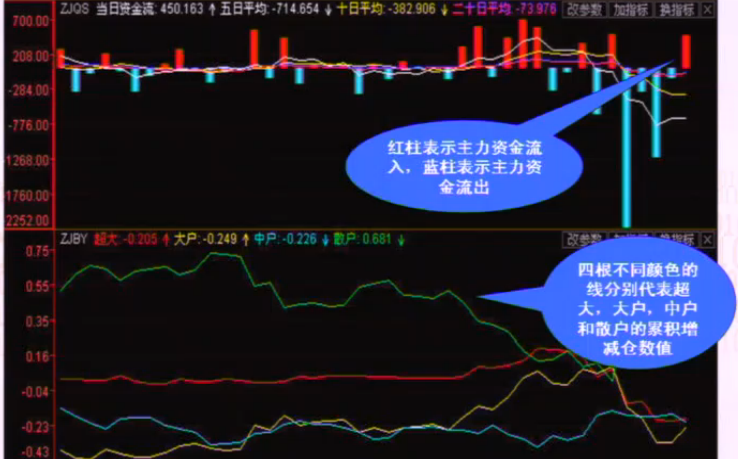 ZJQS 当日资金流: 450.163 ↑ 五日平均: -714.654 ↓ 十日平均: -382.906 ↓ 二十日平均: -73.976 改参数 加指标 换指标 ×
700.00
208.00
-284.00
-776.00
-1268.00
-1760.00
2252.00
红柱表示主力资金流
入，蓝柱表示主力资
金流出
ZJBY 超大: -0.205 ↑ 大户: -0.249 ↑ 中户: -0.226 ↓ 散户: 0.681 ↓ 改参数 加指标 换指标 ×
0.75
0.55
0.35
0.16
-0.04
-0.23
-0.43
四根不同颜色的
线分别代表超
大，大户，中户
和散户的累积增
减仓数值